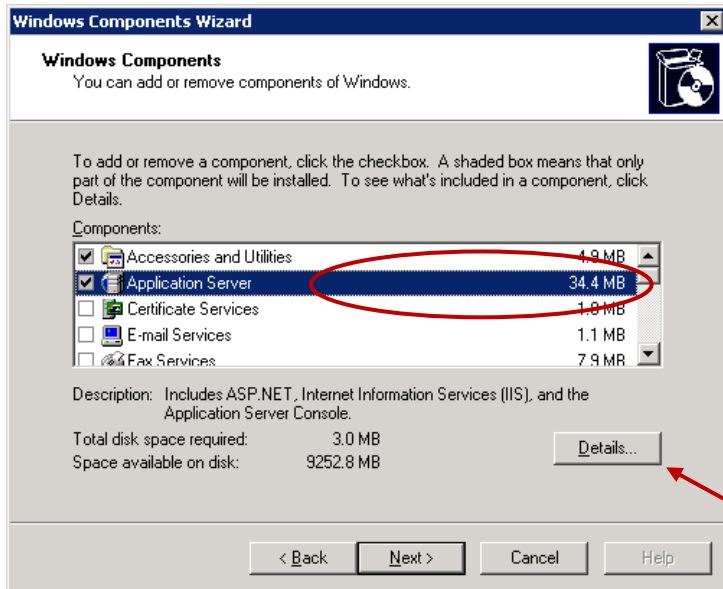 Windows Components Wizard
Windows Components
You can add or remove components of Windows.
To add or remove a component, click the checkbox. A shaded box means that only
part of the component will be installed. To see what's included in a component, click
Details.
Components:
Accessories and Utilities 4.9 MB
Application Server 34.4 MB
Certificate Services 1.8 MB
E-mail Services 1.1 MB
Fax Services 7.9 MB
Description: Includes ASP.NET, Internet Information Services (IIS), and the
Application Server Console.
Total disk space required: 3.0 MB
Space available on disk: 9252.8 MB
Details...
< Back Next > Cancel Help